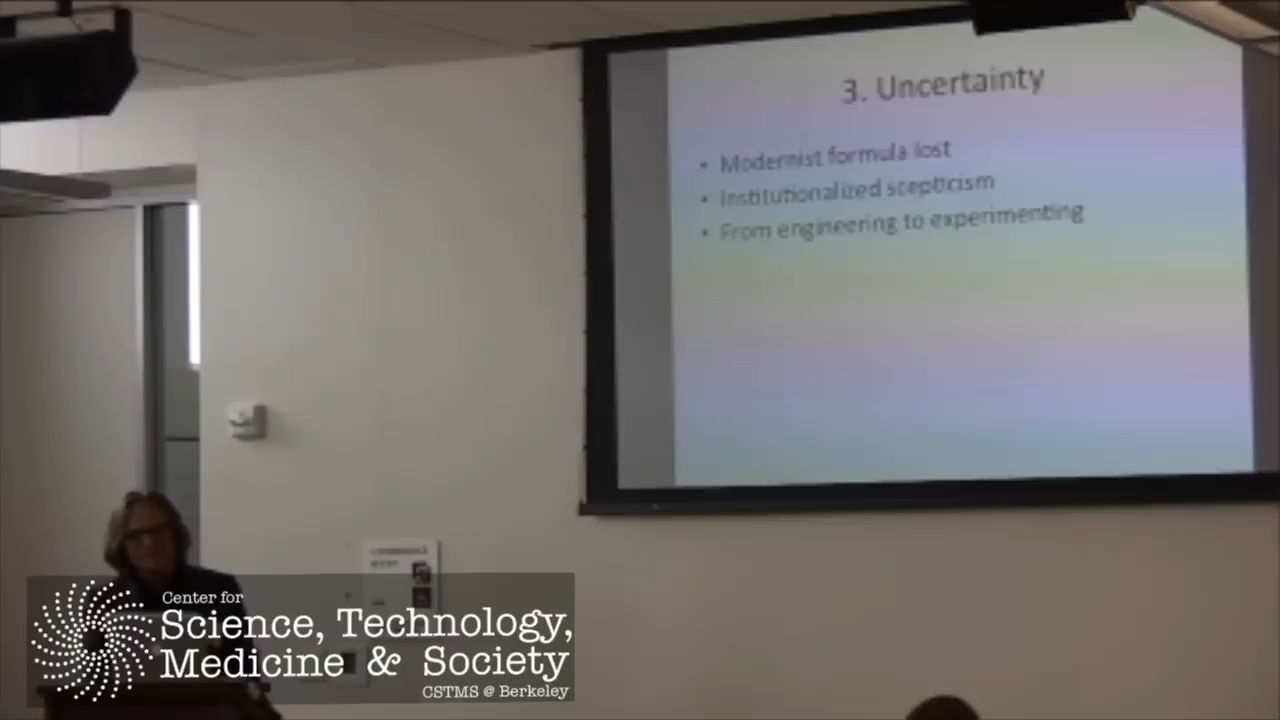 3. Uncertainty
• Modernist formula lost
• Institutionalized scepticism
• From engineering to experimenting
Center for
Science, Technology,
Medicine & Society
CSTMS @ Berkeley